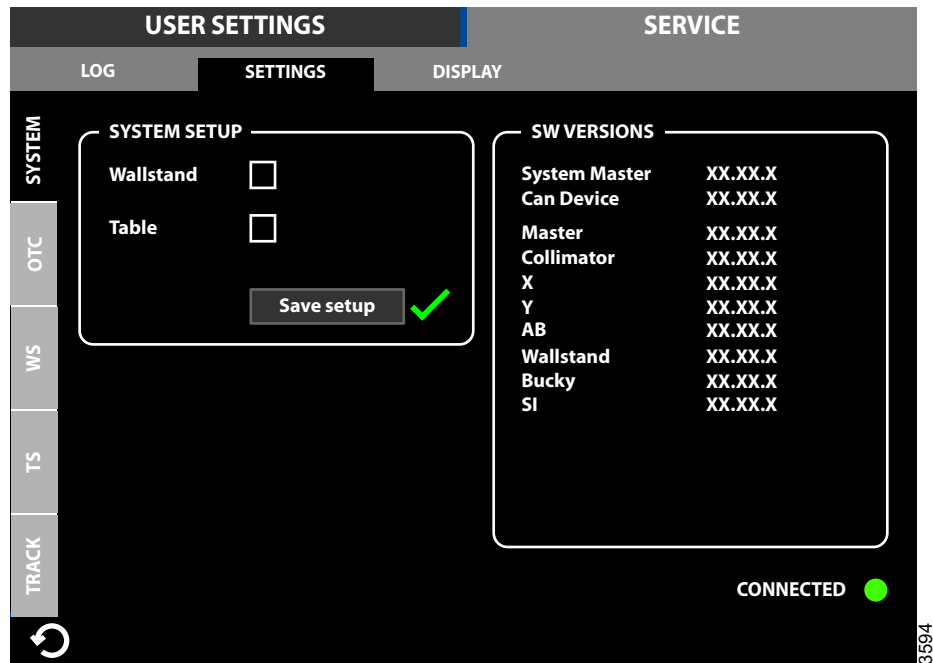 USER SETTINGS
SERVICE
LOG
SETTINGS
DISPLAY
SYSTEM
OTC
WS
TS
TRACK
SYSTEM SETUP
Wallstand
Table
Save setup
SW VERSIONS
System Master XX.XX.X
Can Device XX.XX.X
Master XX.XX.X
Collimator XX.XX.X
X XX.XX.X
Y XX.XX.X
AB XX.XX.X
Wallstand XX.XX.X
Bucky XX.XX.X
SI XX.XX.X
CONNECTED
3594